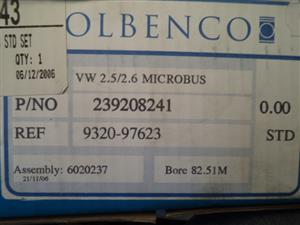 43
STD SET
QTY: 1
06/12/2006
OLBENCO
VW 2.5/2.6 MICROBUS
P/NO 239208241 0.00
REF 9320-97623 STD
Assembly: 6020237 Bore 82.51M
21/11/06